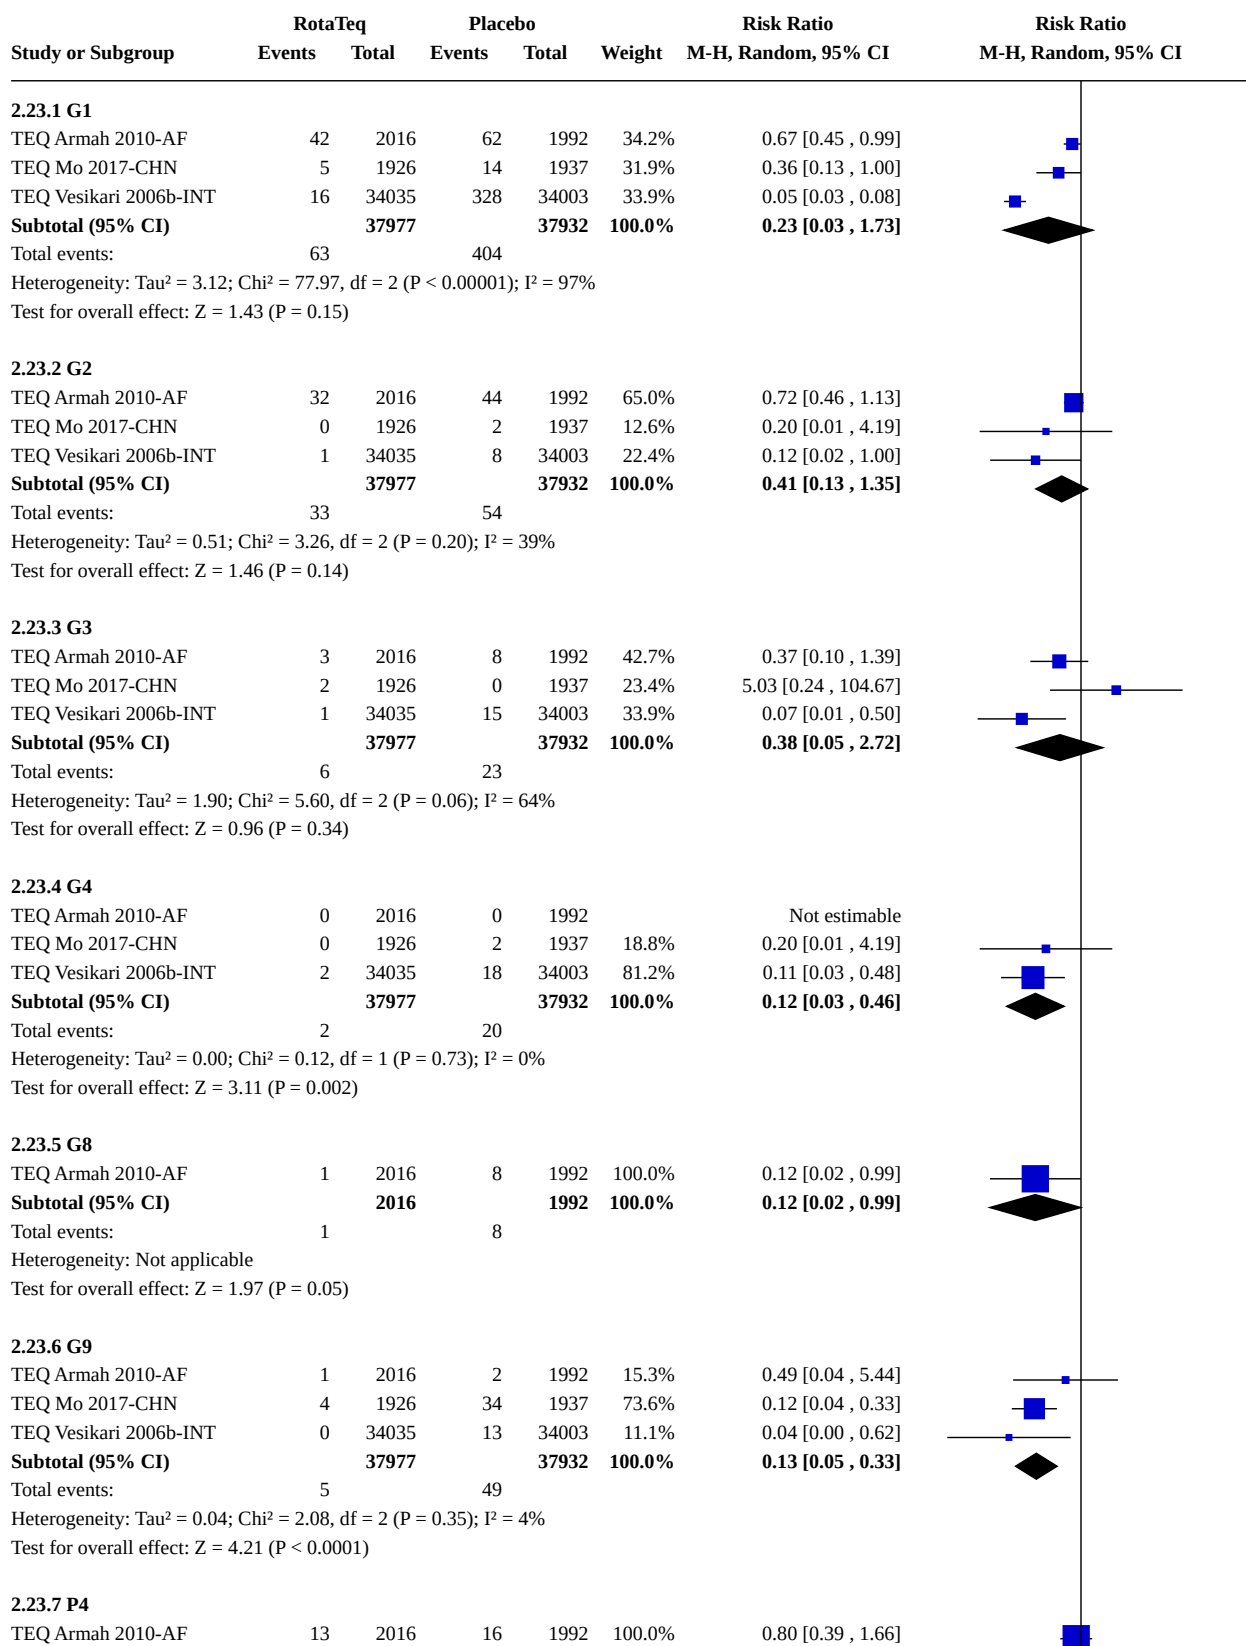 RotaTeq Placebo Risk Ratio Risk Ratio
Study or Subgroup Events Total Events Total Weight M-H, Random, 95% CI M-H, Random, 95% CI
2.23.1 G1
TEQ Armah 2010-AF 42 2016 62 1992 34.2% 0.67 [0.45 , 0.99]
TEQ Mo 2017-CHN 5 1926 14 1937 31.9% 0.36 [0.13 , 1.00]
TEQ Vesikari 2006b-INT 16 34035 328 34003 33.9% 0.05 [0.03 , 0.08]
Subtotal (95% CI) 37977 37932 100.0% 0.23 [0.03 , 1.73]
Total events: 63 404
Heterogeneity: Tau² = 3.12; Chi² = 77.97, df = 2 (P < 0.00001); I² = 97%
Test for overall effect: Z = 1.43 (P = 0.15)
2.23.2 G2
TEQ Armah 2010-AF 32 2016 44 1992 65.0% 0.72 [0.46 , 1.13]
TEQ Mo 2017-CHN 0 1926 2 1937 12.6% 0.20 [0.01 , 4.19]
TEQ Vesikari 2006b-INT 1 34035 8 34003 22.4% 0.12 [0.02 , 1.00]
Subtotal (95% CI) 37977 37932 100.0% 0.41 [0.13 , 1.35]
Total events: 33 54
Heterogeneity: Tau² = 0.51; Chi² = 3.26, df = 2 (P = 0.20); I² = 39%
Test for overall effect: Z = 1.46 (P = 0.14)
2.23.3 G3
TEQ Armah 2010-AF 3 2016 8 1992 42.7% 0.37 [0.10 , 1.39]
TEQ Mo 2017-CHN 2 1926 0 1937 23.4% 5.03 [0.24 , 104.67]
TEQ Vesikari 2006b-INT 1 34035 15 34003 33.9% 0.07 [0.01 , 0.50]
Subtotal (95% CI) 37977 37932 100.0% 0.38 [0.05 , 2.72]
Total events: 6 23
Heterogeneity: Tau² = 1.90; Chi² = 5.60, df = 2 (P = 0.06); I² = 64%
Test for overall effect: Z = 0.96 (P = 0.34)
2.23.4 G4
TEQ Armah 2010-AF 0 2016 0 1992 Not estimable
TEQ Mo 2017-CHN 0 1926 2 1937 18.8% 0.20 [0.01 , 4.19]
TEQ Vesikari 2006b-INT 2 34035 18 34003 81.2% 0.11 [0.03 , 0.48]
Subtotal (95% CI) 37977 37932 100.0% 0.12 [0.03 , 0.46]
Total events: 2 20
Heterogeneity: Tau² = 0.00; Chi² = 0.12, df = 1 (P = 0.73); I² = 0%
Test for overall effect: Z = 3.11 (P = 0.002)
2.23.5 G8
TEQ Armah 2010-AF 1 2016 8 1992 100.0% 0.12 [0.02 , 0.99]
Subtotal (95% CI) 2016 1992 100.0% 0.12 [0.02 , 0.99]
Total events: 1 8
Heterogeneity: Not applicable
Test for overall effect: Z = 1.97 (P = 0.05)
2.23.6 G9
TEQ Armah 2010-AF 1 2016 2 1992 15.3% 0.49 [0.04 , 5.44]
TEQ Mo 2017-CHN 4 1926 34 1937 73.6% 0.12 [0.04 , 0.33]
TEQ Vesikari 2006b-INT 0 34035 13 34003 11.1% 0.04 [0.00 , 0.62]
Subtotal (95% CI) 37977 37932 100.0% 0.13 [0.05 , 0.33]
Total events: 5 49
Heterogeneity: Tau² = 0.04; Chi² = 2.08, df = 2 (P = 0.35); I² = 4%
Test for overall effect: Z = 4.21 (P < 0.0001)
2.23.7 P4
TEQ Armah 2010-AF 13 2016 16 1992 100.0% 0.80 [0.39 , 1.66]